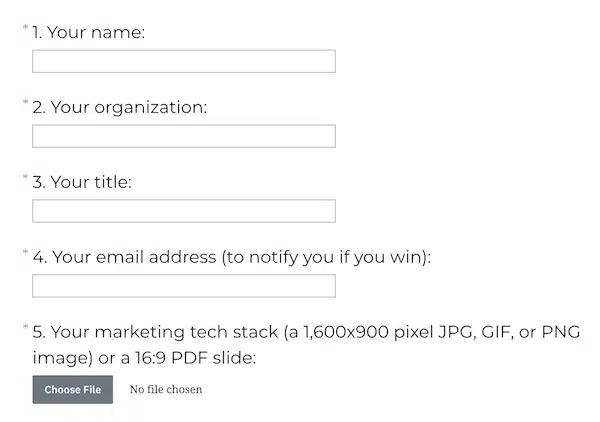 * 1. Your name:
* 2. Your organization:
* 3. Your title:
* 4. Your email address (to notify you if you win):
* 5. Your marketing tech stack (a 1,600x900 pixel JPG, GIF, or PNG
image) or a 16:9 PDF slide:
Choose File No file chosen